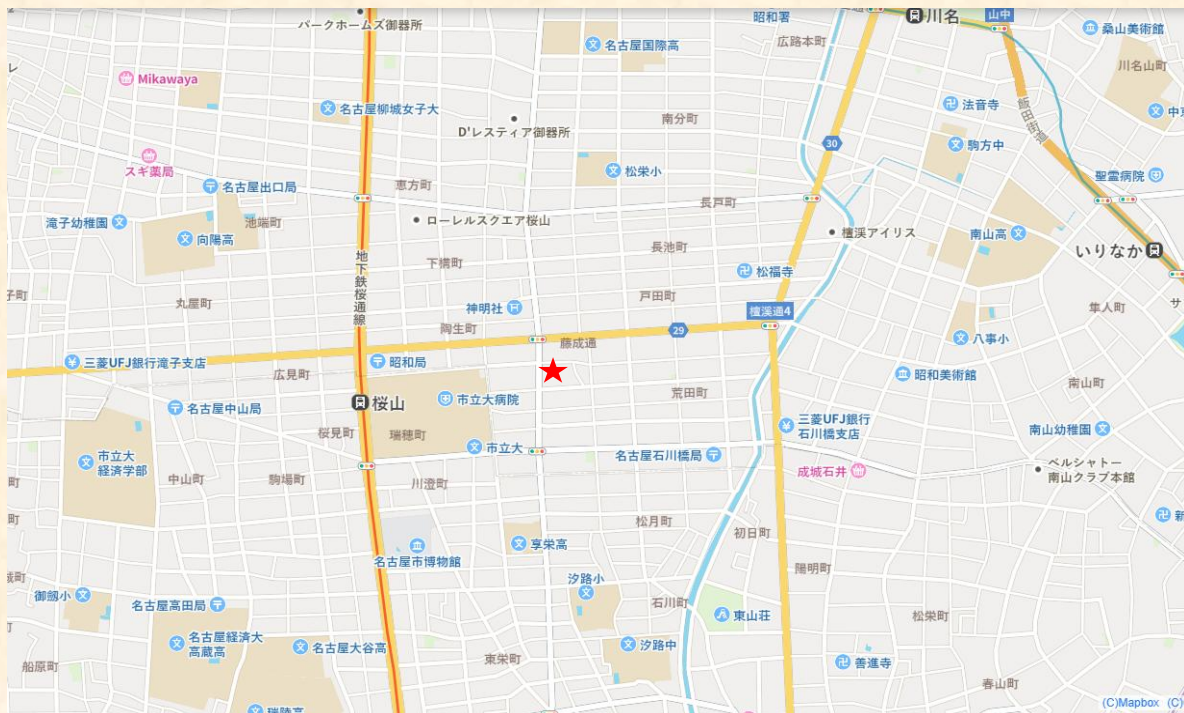 パークホームズ御器所
昭和署
川名
山中
桑山美術館
名古屋国際高
広路本町
川名山町
Mikawaya
名古屋柳城女子大
法音寺
飯田街道
D'レスティア御器所
南分町
30
駒方中
スギ薬局
松栄小
聖霊病院
名古屋出口局
恵方町
長戸町
滝子幼稚園
池端町
ローレルスクエア桜山
檀渓アイリス
南山高
向陽高
長池町
いりなか
下構町
松福寺
地下鉄桜通線
丸屋町
戸田町
隼人町
神明社
檀渓通4
陶生町
29
八事小
藤成通
三菱UFJ銀行滝子支店
昭和局
広見町
昭和美術館
南山町
荒田町
桜山
市立大病院
名古屋中山局
三菱UFJ銀行
石川橋支店
桜見町
瑞穂町
南山幼稚園
市立大
市立大
経済学部
名古屋石川橋局
成城石井
ベルシャトー
南山クラブ本館
中山町
駒場町
川澄町
松月町
初日町
享栄高
名古屋市博物館
陽明町
汐路小
御劔小
名古屋高田局
石川町
東山荘
松栄町
名古屋経済大
高蔵高
名古屋大谷高
汐路中
船原町
東栄町
善進寺
春山町
瑞陵高
(C)Mapbox
(C)